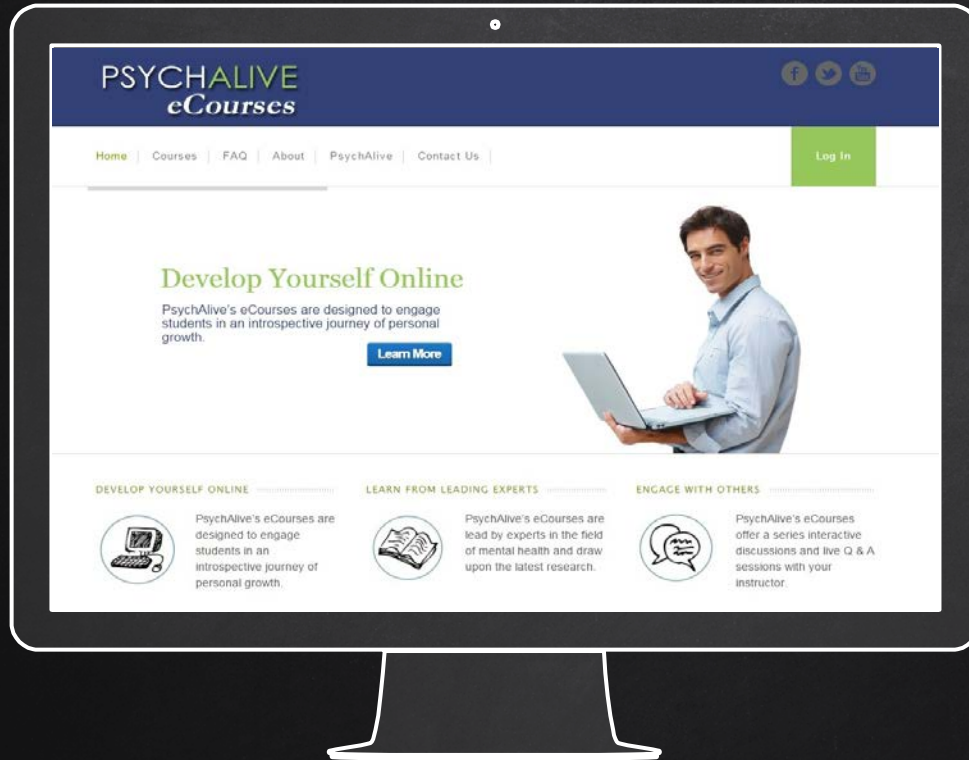 PSYCHALIVE
eCourses
Home
Courses
FAQ
About
PsychAlive
Contact Us
Log In
Develop Yourself Online
PsychAlive's eCourses are designed to engage
students in an introspective journey of personal
growth.
Learn More
DEVELOP YOURSELF ONLINE
PsychAlive's eCourses are
designed to engage
students in an
introspective journey of
personal growth.
LEARN FROM LEADING EXPERTS
PsychAlive's eCourses are
lead by experts in the field
of mental health and draw
upon the latest research.
ENGAGE WITH OTHERS
PsychAlive's eCourses
offer a series interactive
discussions and live Q & A
sessions with your
instructor.